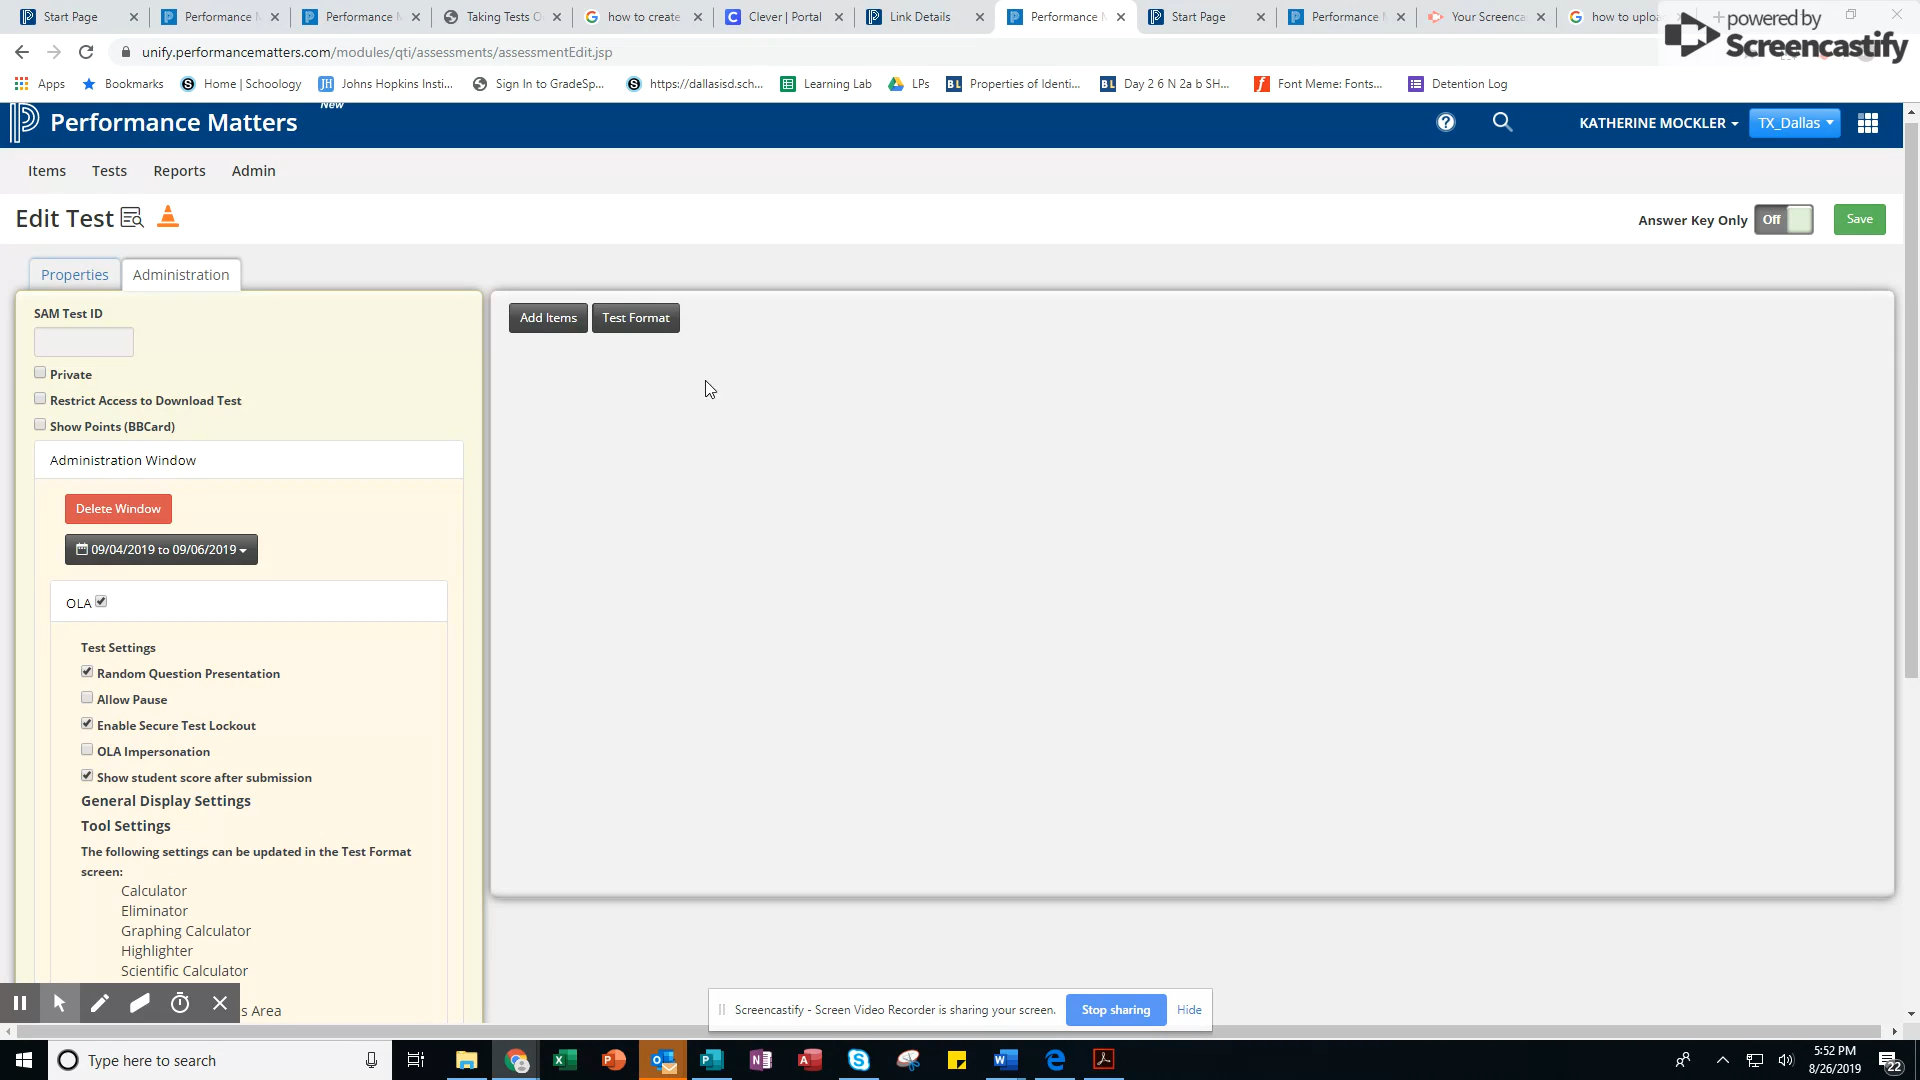 Start Page
Performance M
Performance M
Taking Tests O
how to create
Clever | Portal
Link Details
Performance M
Start Page
Performance M
Your Screenca
how to uploa
powered by
Screencastify
unify.performancematters.com/modules/qti/assessments/assessmentEdit.jsp
Apps
Bookmarks
Home | Schoology
Johns Hopkins Insti...
Sign In to GradeSp...
https://dallasisd.sch...
Learning Lab
LPs
Properties of Identi...
Day 2 6 N 2a b SH...
Font Meme: Fonts...
Detention Log
New
Performance Matters
KATHERINE MOCKLER
TX_Dallas
Items
Tests
Reports
Admin
Edit Test
Answer Key Only
Off
Save
Properties
Administration
SAM Test ID
Private
Restrict Access to Download Test
Show Points (BBCard)
Administration Window
Delete Window
09/04/2019 to 09/06/2019
OLA
Test Settings
Random Question Presentation
Allow Pause
Enable Secure Test Lockout
OLA Impersonation
Show student score after submission
General Display Settings
Tool Settings
The following settings can be updated in the Test Format
screen:
Calculator
Eliminator
Graphing Calculator
Highlighter
Scientific Calculator
s Area
Add Items
Test Format
Screencastify - Screen Video Recorder is sharing your screen.
Stop sharing
Hide
Type here to search
5:52 PM
8/26/2019
22